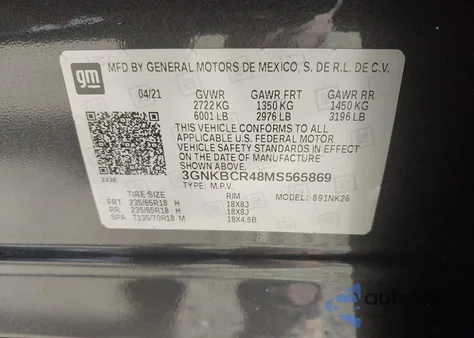 gm
MFD BY GENERAL MOTORS DE MEXICO, S. DE R.L. DE C.V.
04/21 GVWR GAWR FRT GAWR RR
2722 KG 1350 KG 1450 KG
6001 LB 2976 LB 3196 LB
THIS VEHICLE CONFORMS TO ALL
APPLICABLE U.S. FEDERAL MOTOR
VEHICLE SAFETY STANDARDS IN EFFECT
ON THE DATE OF MANUFACTURE
SHOWN ABOVE.
333E 3GNKBCR48MS565869
TYPE: M.P.V. MODEL: 891NK26
TIRE SIZE RIM
FRT 235/65R18 H 18X8J
RR 235/65R18 H 18X8J
SPA T135/70R18 18X4.5B